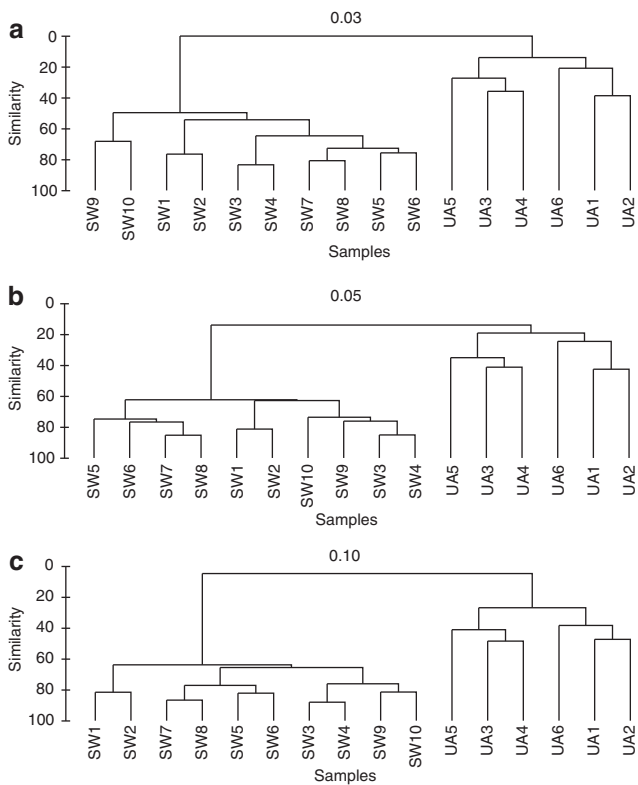 a
0.03
0
20
40
60
80
100
Similarity
SW9 SW10 SW1 SW2 SW3 SW4 SW7 SW8 SW5 SW6 UA5 UA3 UA4 UA6 UA1 UA2
Samples
b
0.05
0
20
40
60
80
100
Similarity
SW5 SW6 SW7 SW8 SW1 SW2 SW10 SW9 SW3 SW4 UA5 UA3 UA4 UA6 UA1 UA2
Samples
c
0.10
0
20
40
60
80
100
Similarity
SW1 SW2 SW7 SW8 SW5 SW6 SW3 SW4 SW9 SW10 UA5 UA3 UA4 UA6 UA1 UA2
Samples